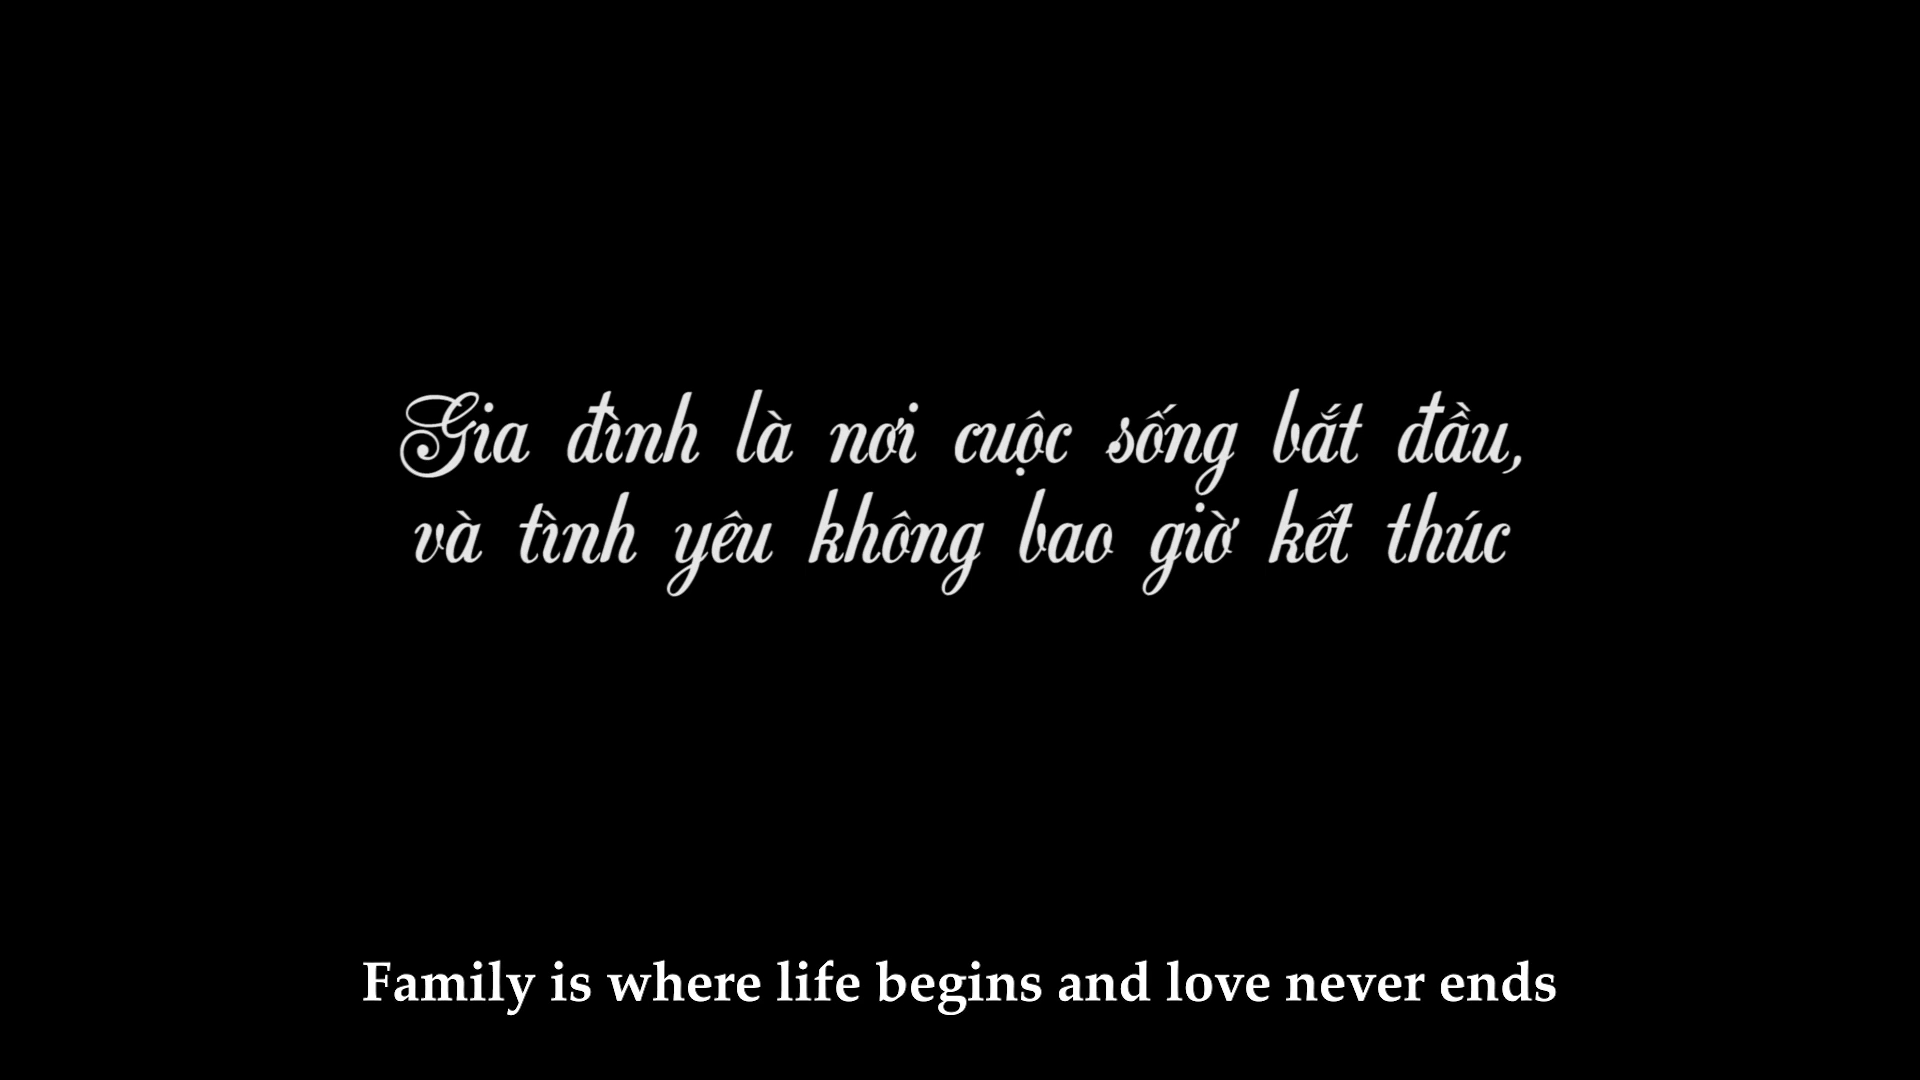 Gia đình là nơi cuộc sống bắt đầu,
và tình yêu không bao giờ kết thúc
Family is where life begins and love never ends